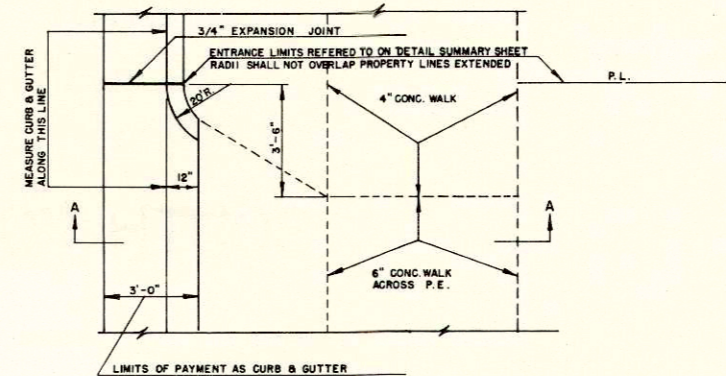 3/4" EXPANSION JOINT
ENTRANCE LIMITS REFERED TO ON DETAIL SUMMARY SHEET
RADII SHALL NOT OVERLAP PROPERTY LINES EXTENDED
P.L.
MEASURE CURB & GUTTER
ALONG THIS LINE
20'R.
3'-6"
4" CONC. WALK
12"
A
A
3'-0"
6" CONC. WALK
ACROSS P.E.
LIMITS OF PAYMENT AS CURB & GUTTER